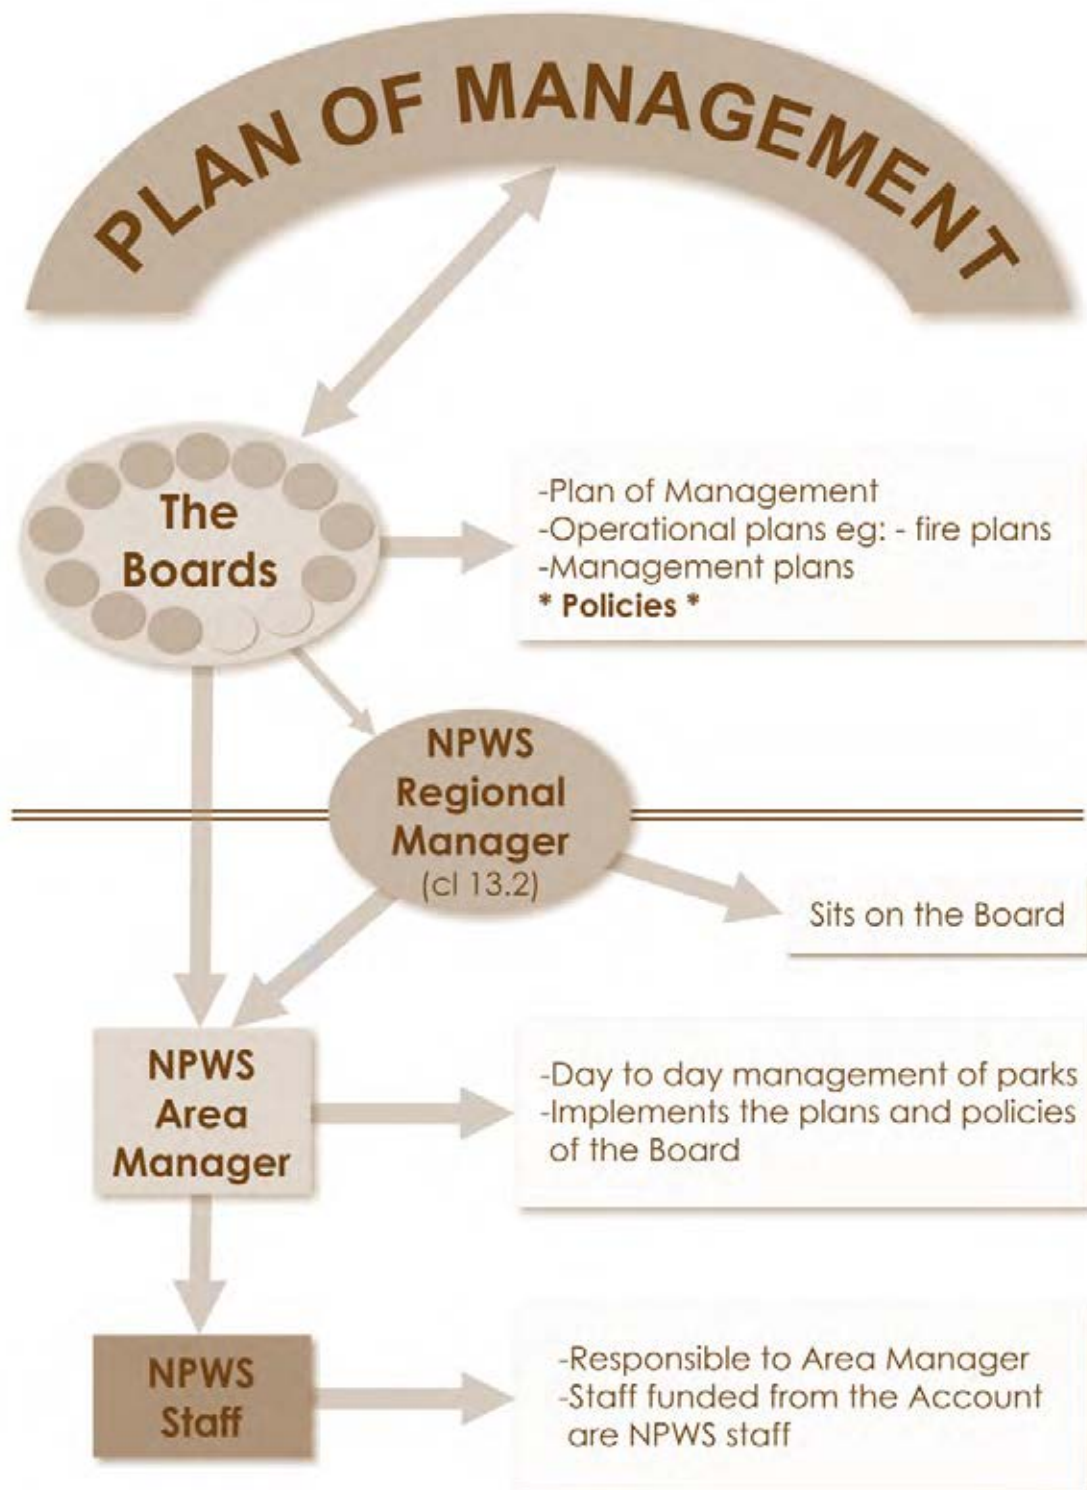 PLAN OF MANAGEMENT
The
Boards
-Plan of Management
-Operational plans eg: - fire plans
-Management plans
* Policies *
NPWS
Regional
Manager
(cl 13.2)
Sits on the Board
NPWS
Area
Manager
-Day to day management of parks
-Implements the plans and policies
of the Board
NPWS
Staff
-Responsible to Area Manager
-Staff funded from the Account
are NPWS staff